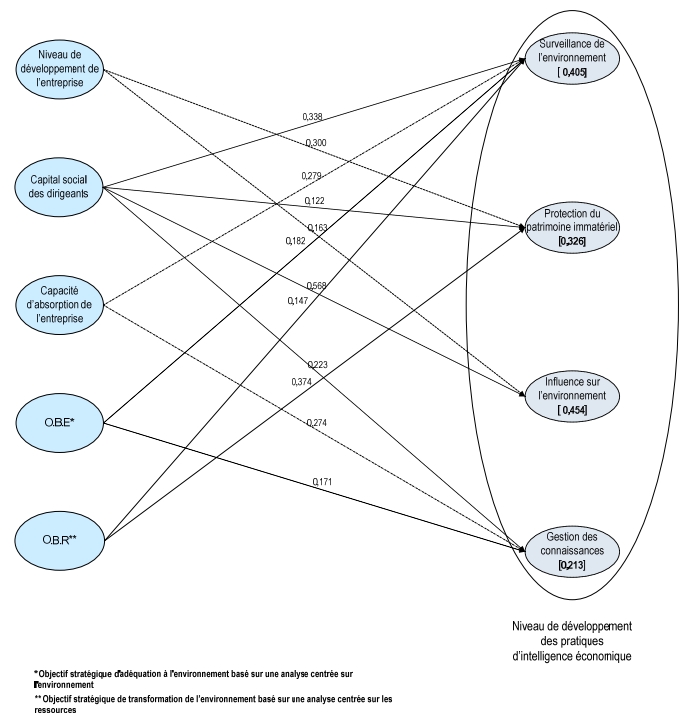 Niveau de
développement de
l'entreprise
Capital social
des dirigeants
Capacité
d'absorption de
l'entreprise
O.B.E*
O.B.R**
0,338
0,300
0,279
0,122
0,163
0,182
0,568
0,147
0,223
0,374
0,274
0,171
Surveillance de
l'environnement
[ 0,405]
Protection du
patrimoine immatériel
[0,326]
Influence sur
l'environnement
[ 0,454]
Gestion des
connaissances
[0,213]
Niveau de développement
des pratiques
d'intelligence économique
* Objectif stratégique d'adéquation à l'environnement basé sur une analyse centrée sur
l'environnement
** Objectif stratégique de transformation de l'environnement basé sur une analyse centrée sur les
ressources